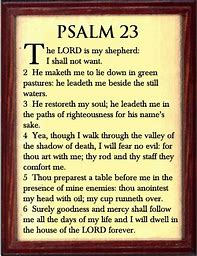 PSALM 23
The LORD is my shepherd:
I shall not want.
2 He maketh me to lie down in green
pastures: he leadeth me beside the still
waters.
3 He restoreth my soul; he leadeth me in
the paths of righteousness for his name's
sake.
4 Yea, though I walk through the valley of
the shadow of death, I will fear no evil: for
thou art with me; thy rod and thy staff they
comfort me.
5 Thou preparest a table before me in the
presence of mine enemies: thou anointest
my head with oil; my cup runneth over.
6 Surely goodness and mercy shall follow
me all the days of my life and I will dwell in
the house of the LORD forever.